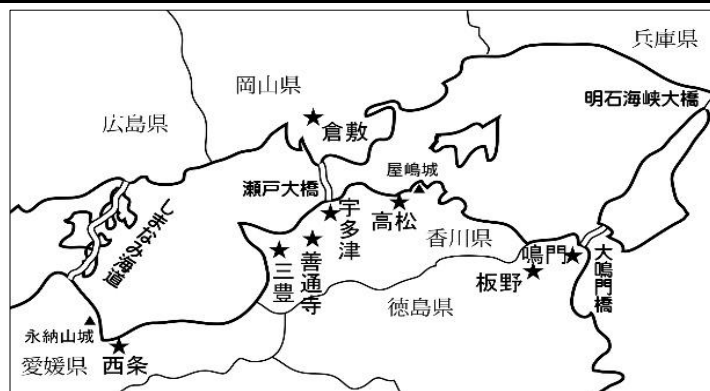 兵庫県
岡山県
明石海峡大橋
広島県
倉敷
屋嶋城
瀬戸大橋
宇多津
高松
しまなみ海道
香川県
鳴門
大鳴門橋
三豊
善通寺
板野
徳島県
永納山城
愛媛県
西条